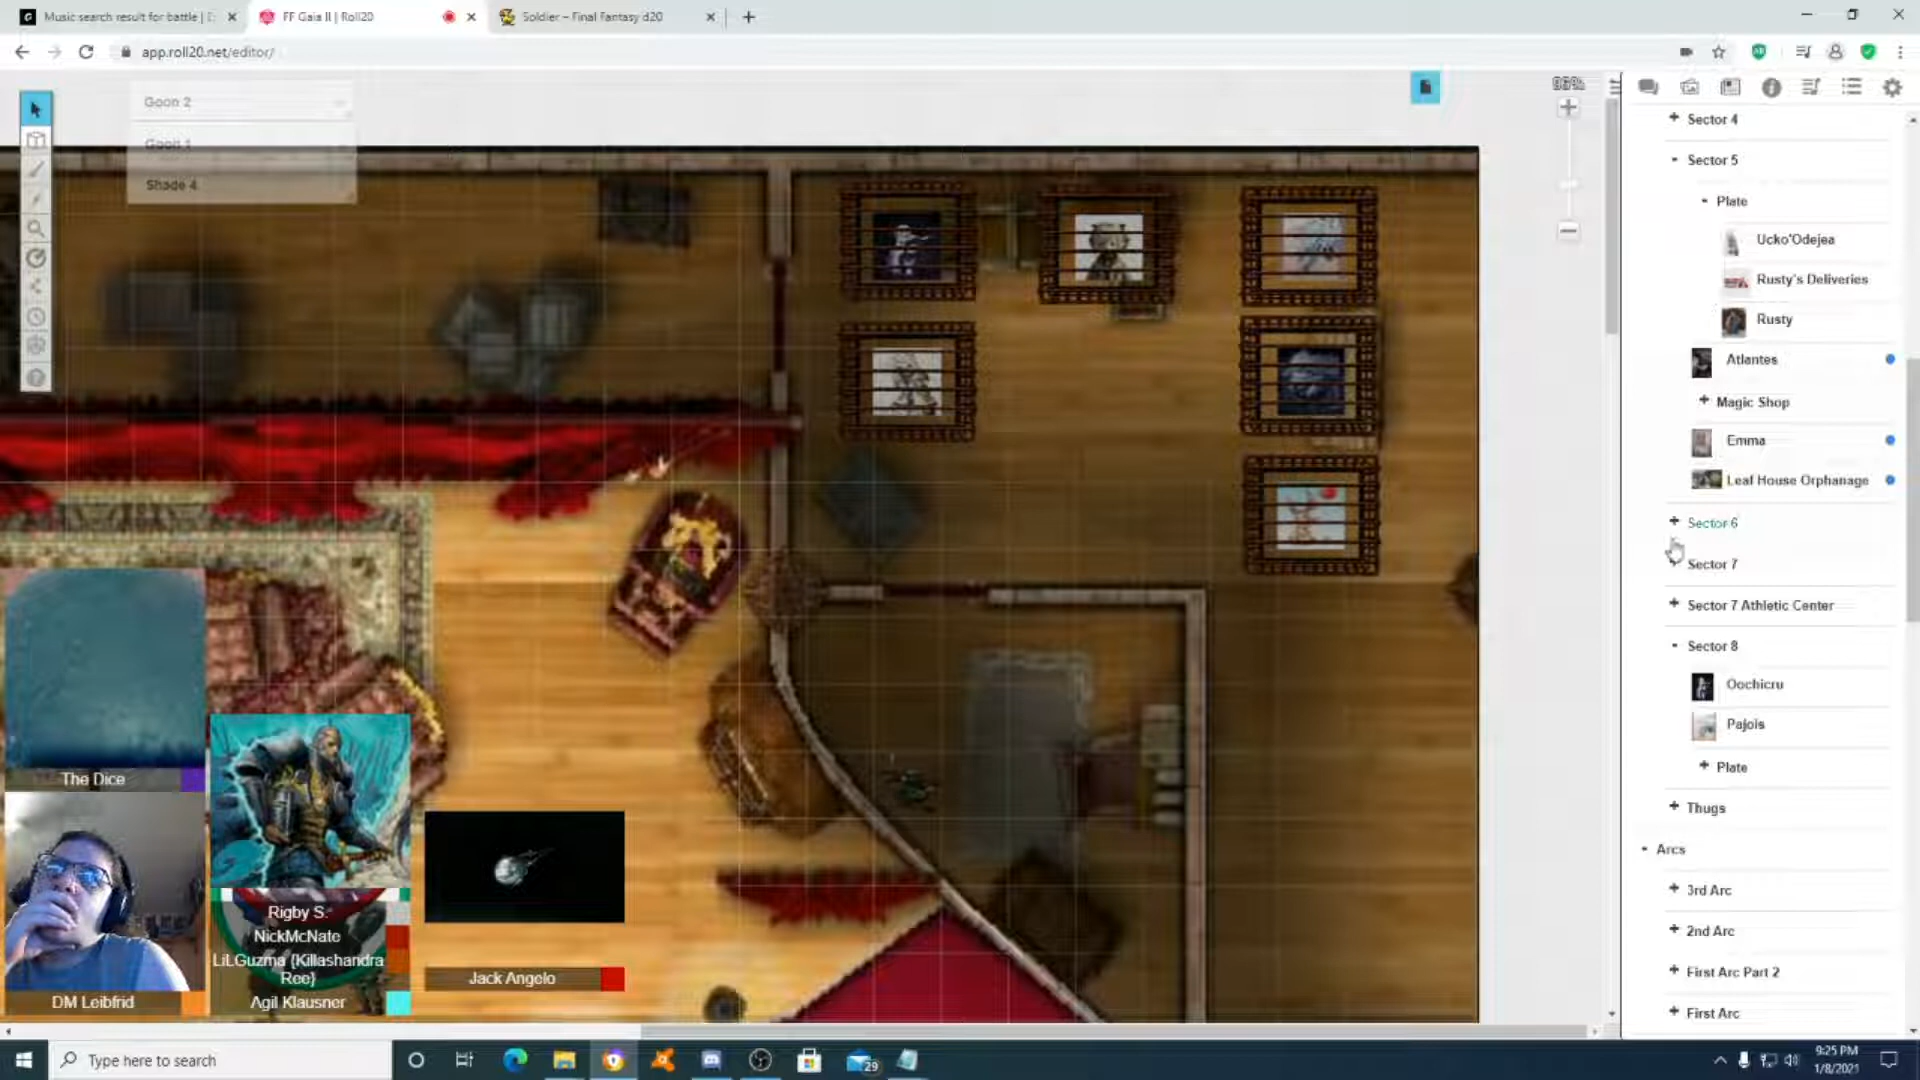 Music search result for battle |
FF Gaia II | Roll20
Soldier – Final Fantasy d20
app.roll20.net/editor/
Goon 2
Goon 1
Shade 4
96%
Sector 4
Sector 5
Plate
Ucko'Odejea
Rusty's Deliveries
Rusty
Atlantes
Magic Shop
Emma
Leaf House Orphanage
Sector 6
Sector 7
Sector 7 Athletic Center
Sector 8
Oochicru
Pajois
Plate
Thugs
Arcs
3rd Arc
2nd Arc
First Arc Part 2
First Arc
The Dice
DM Leibfrid
Rigby S.
NickMcNate
LiLGuzma (Killashandra
Ree)
Agil Klausner
Jack Angelo
Type here to search
29
9:25 PM
1/8/2021